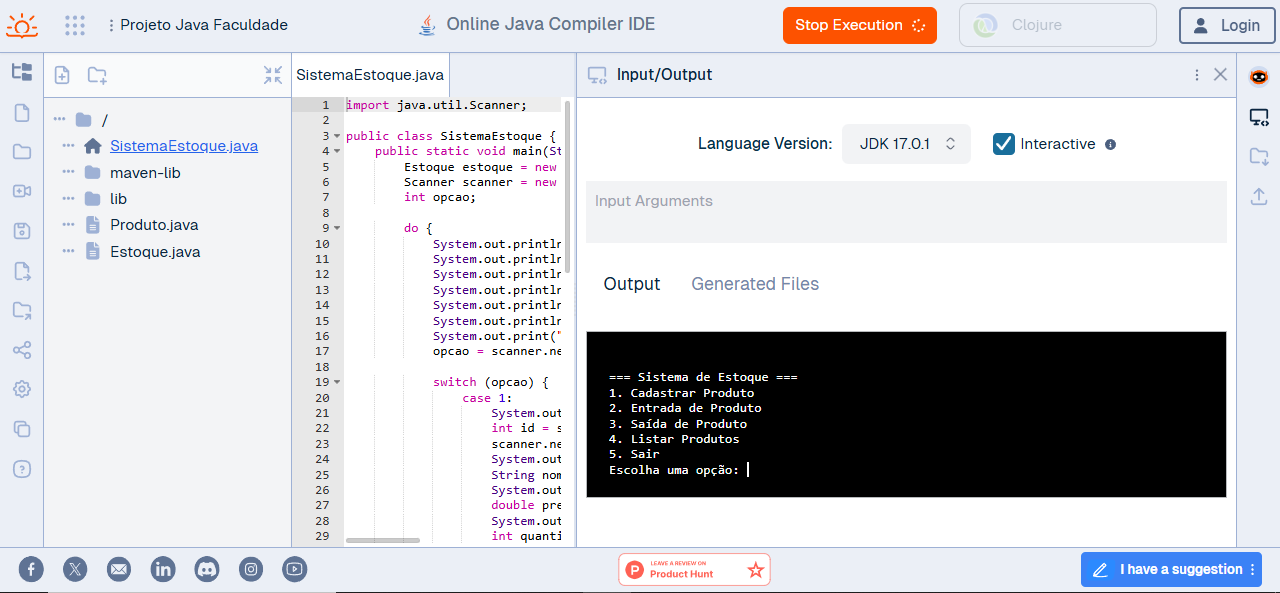 Projeto Java Faculdade
Online Java Compiler IDE
Stop Execution
Clojure
Login
/
SistemaEstoque.java
maven-lib
lib
Produto.java
Estoque.java
SistemaEstoque.java
1 import java.util.Scanner;
2
3 public class SistemaEstoque {
4 public static void main(St
5 Estoque estoque = new
6 Scanner scanner = new
7 int opcao;
8
9 do {
10 System.out.println
11 System.out.println
12 System.out.println
13 System.out.println
14 System.out.println
15 System.out.println
16 System.out.print("
17 opcao = scanner.ne
18
19 switch (opcao) {
20 case 1:
21 System.out
22 int id = s
23 scanner.ne
24 System.out
25 String nom
26 System.out
27 double pre
28 System.out
29 int quanti
Input/Output
Language Version:
JDK 17.0.1
Interactive
Input Arguments
Output
Generated Files
=== Sistema de Estoque ===
1. Cadastrar Produto
2. Entrada de Produto
3. Saída de Produto
4. Listar Produtos
5. Sair
Escolha uma opção:
LEAVE A REVIEW ON
Product Hunt
I have a suggestion